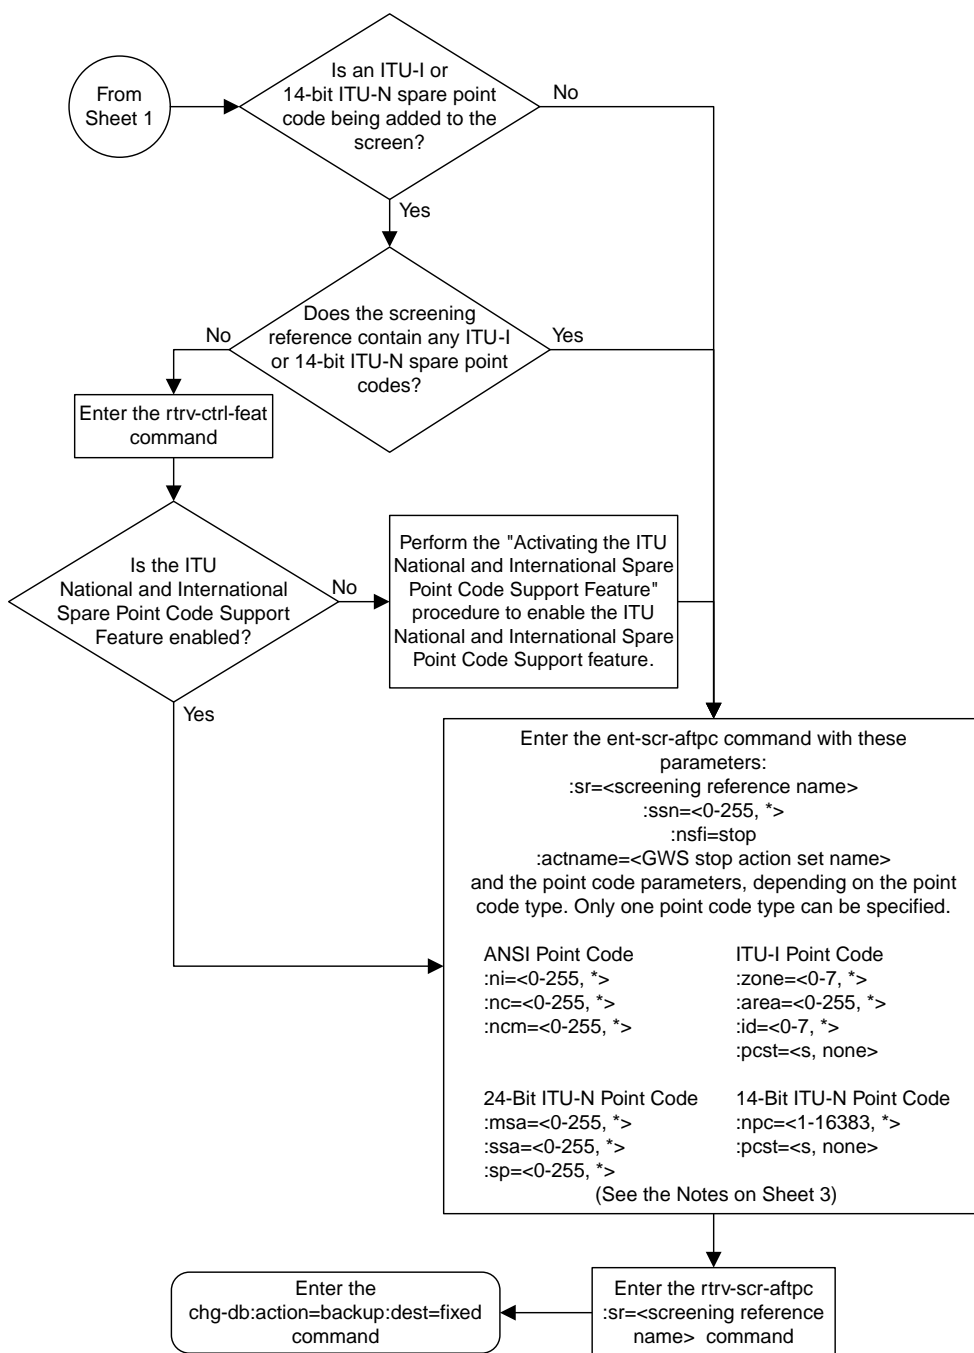 From
Sheet 1
Is an ITU-I or
14-bit ITU-N spare point
code being added to the
screen?
No
Yes
Does the screening
reference contain any ITU-I
or 14-bit ITU-N spare point
codes?
No
Yes
Enter the rtrv-ctrl-feat
command
Is the ITU
National and International
Spare Point Code Support
Feature enabled?
No
Yes
Perform the "Activating the ITU
National and International Spare
Point Code Support Feature"
procedure to enable the ITU
National and International Spare
Point Code Support feature.
Enter the ent-scr-aftpc command with these
parameters:
:sr=<screening reference name>
:ssn=<0-255, *>
:nsfi=stop
:actname=<GWS stop action set name>
and the point code parameters, depending on the point
code type. Only one point code type can be specified.
ANSI Point Code
:ni=<0-255, *>
:nc=<0-255, *>
:ncm=<0-255, *>
ITU-I Point Code
:zone=<0-7, *>
:area=<0-255, *>
:id=<0-7, *>
:pcst=<s, none>
24-Bit ITU-N Point Code
:msa=<0-255, *>
:ssa=<0-255, *>
:sp=<0-255, *>
14-Bit ITU-N Point Code
:npc=<1-16383, *>
:pcst=<s, none>
(See the Notes on Sheet 3)
Enter the rtrv-scr-aftpc
:sr=<screening reference
name> command
Enter the
chg-db:action=backup:dest=fixed
command